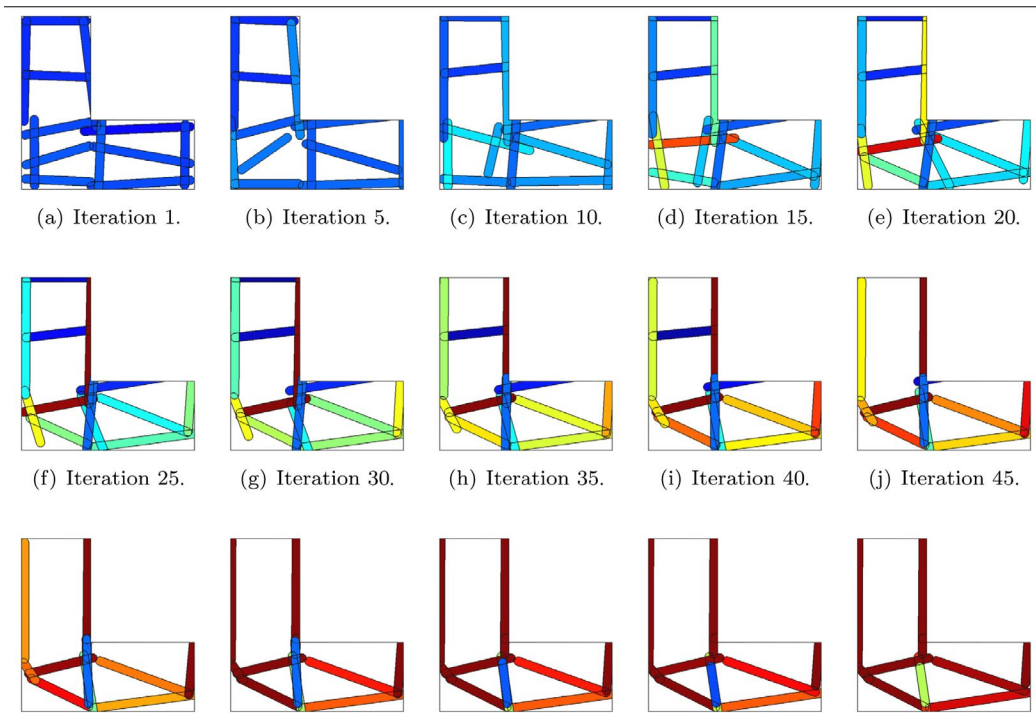 (a) Iteration 1. (b) Iteration 5. (c) Iteration 10. (d) Iteration 15. (e) Iteration 20.
(f) Iteration 25. (g) Iteration 30. (h) Iteration 35. (i) Iteration 40. (j) Iteration 45.